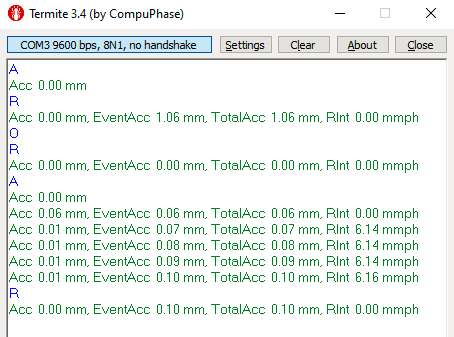 Termite 3.4 (by CompuPhase)
COM3 9600 bps, 8N1, no handshake Settings Clear About Close
A
Acc 0.00 mm
R
Acc 0.00 mm, EventAcc 1.06 mm, TotalAcc 1.06 mm, RInt 0.00 mmph
O
R
Acc 0.00 mm, EventAcc 0.00 mm, TotalAcc 0.00 mm, RInt 0.00 mmph
A
Acc 0.00 mm
Acc 0.06 mm, EventAcc 0.06 mm, TotalAcc 0.06 mm, RInt 0.00 mmph
Acc 0.01 mm, EventAcc 0.07 mm, TotalAcc 0.07 mm, RInt 6.14 mmph
Acc 0.01 mm, EventAcc 0.08 mm, TotalAcc 0.08 mm, RInt 6.14 mmph
Acc 0.01 mm, EventAcc 0.09 mm, TotalAcc 0.09 mm, RInt 6.14 mmph
Acc 0.01 mm, EventAcc 0.10 mm, TotalAcc 0.10 mm, RInt 6.16 mmph
R
Acc 0.00 mm, EventAcc 0.10 mm, TotalAcc 0.10 mm, RInt 0.00 mmph